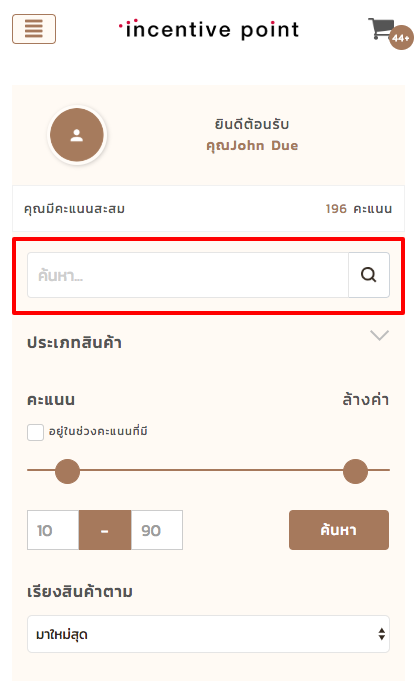 incentive point
44+
ยินดีต้อนรับ
คุณJohn Due
คุณมีคะแนนสะสม 196 คะแนน
ค้นหา...
ประเภทสินค้า
คะแนน ล้างค่า
อยู่ในช่วงคะแนนที่มี
10 - 90 ค้นหา
เรียงสินค้าตาม
มาใหม่สุด